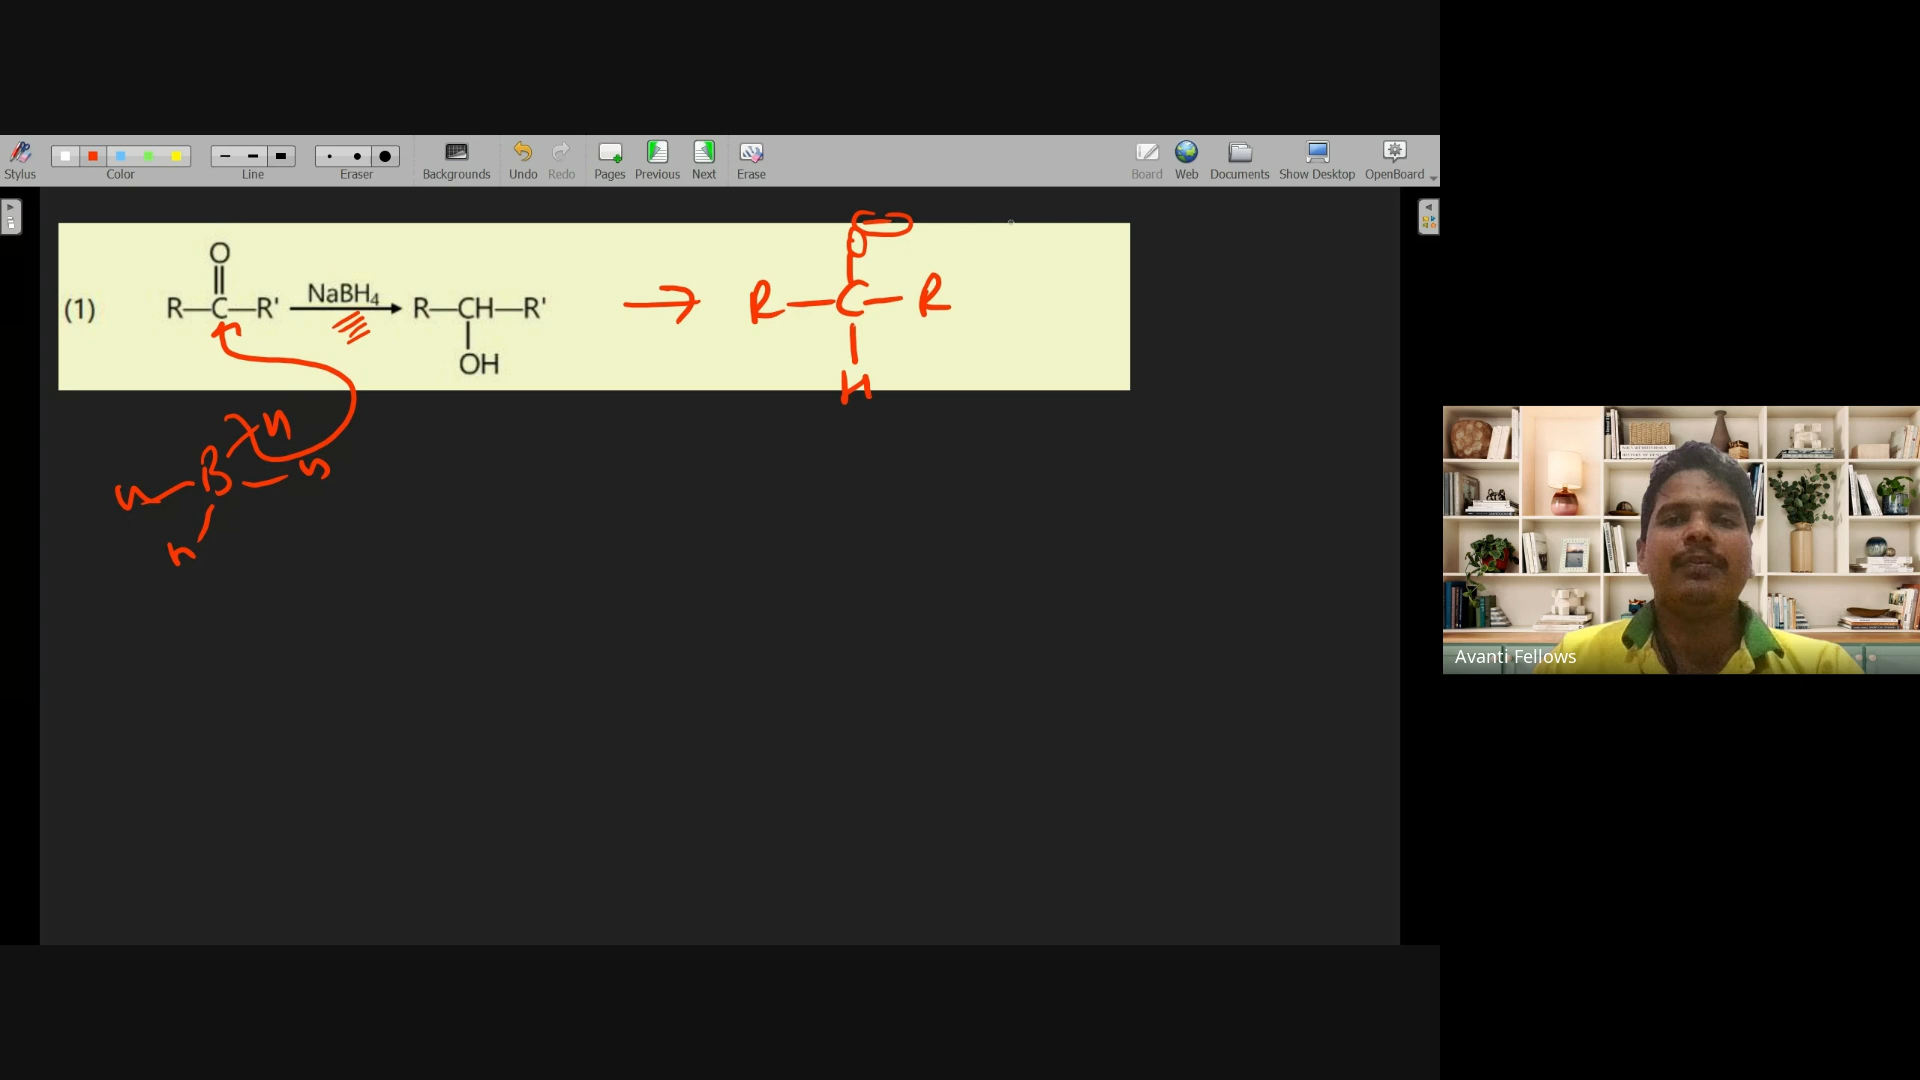 Stylus Color Line Eraser Backgrounds Undo Redo Pages Previous Next Erase Board Web Documents Show Desktop OpenBoard
(1) O
R—C—R' NaBH₄ R—CH—R'
OH
O
R—C—R
H
B
Avanti Fellows